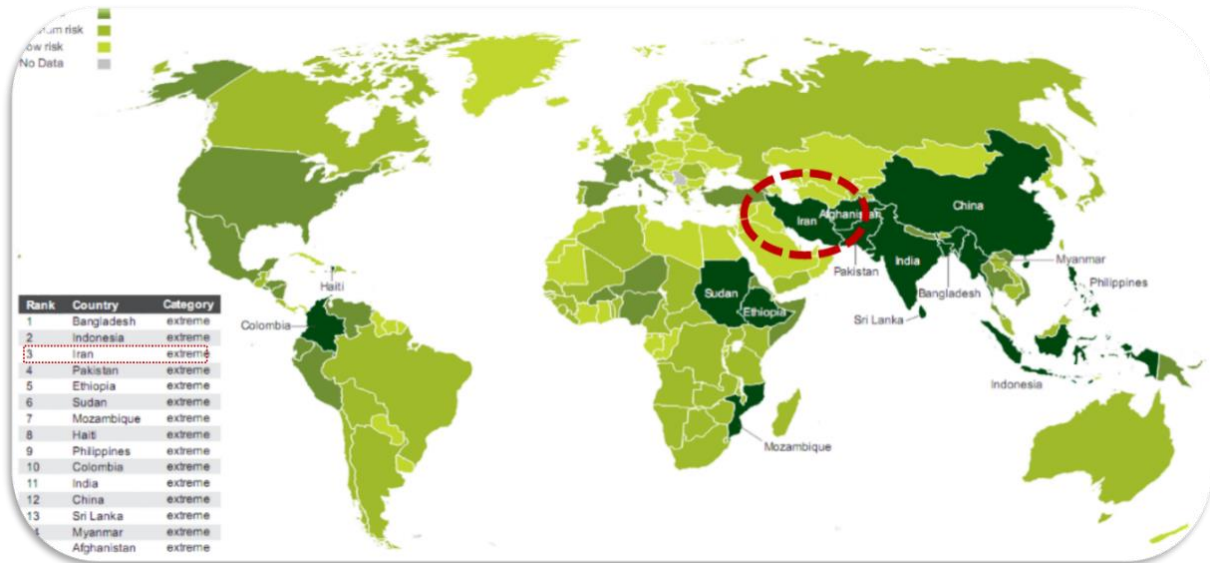 risk
risk
No Data
Rank Country Category
1 Bangladesh extreme
2 Indonesia extreme
3 Iran extreme
4 Pakistan extreme
5 Ethiopia extreme
6 Sudan extreme
7 Mozambique extreme
8 Haiti extreme
9 Philippines extreme
10 Colombia extreme
11 India extreme
12 China extreme
13 Sri Lanka extreme
Myanmar extreme
Afghanistan extreme
Haiti
Colombia
Sudan
Ethiopia
Mozambique
Iran
Afghanistan
Pakistan
India
China
Bangladesh
Sri Lanka
Myanmar
Philippines
Indonesia